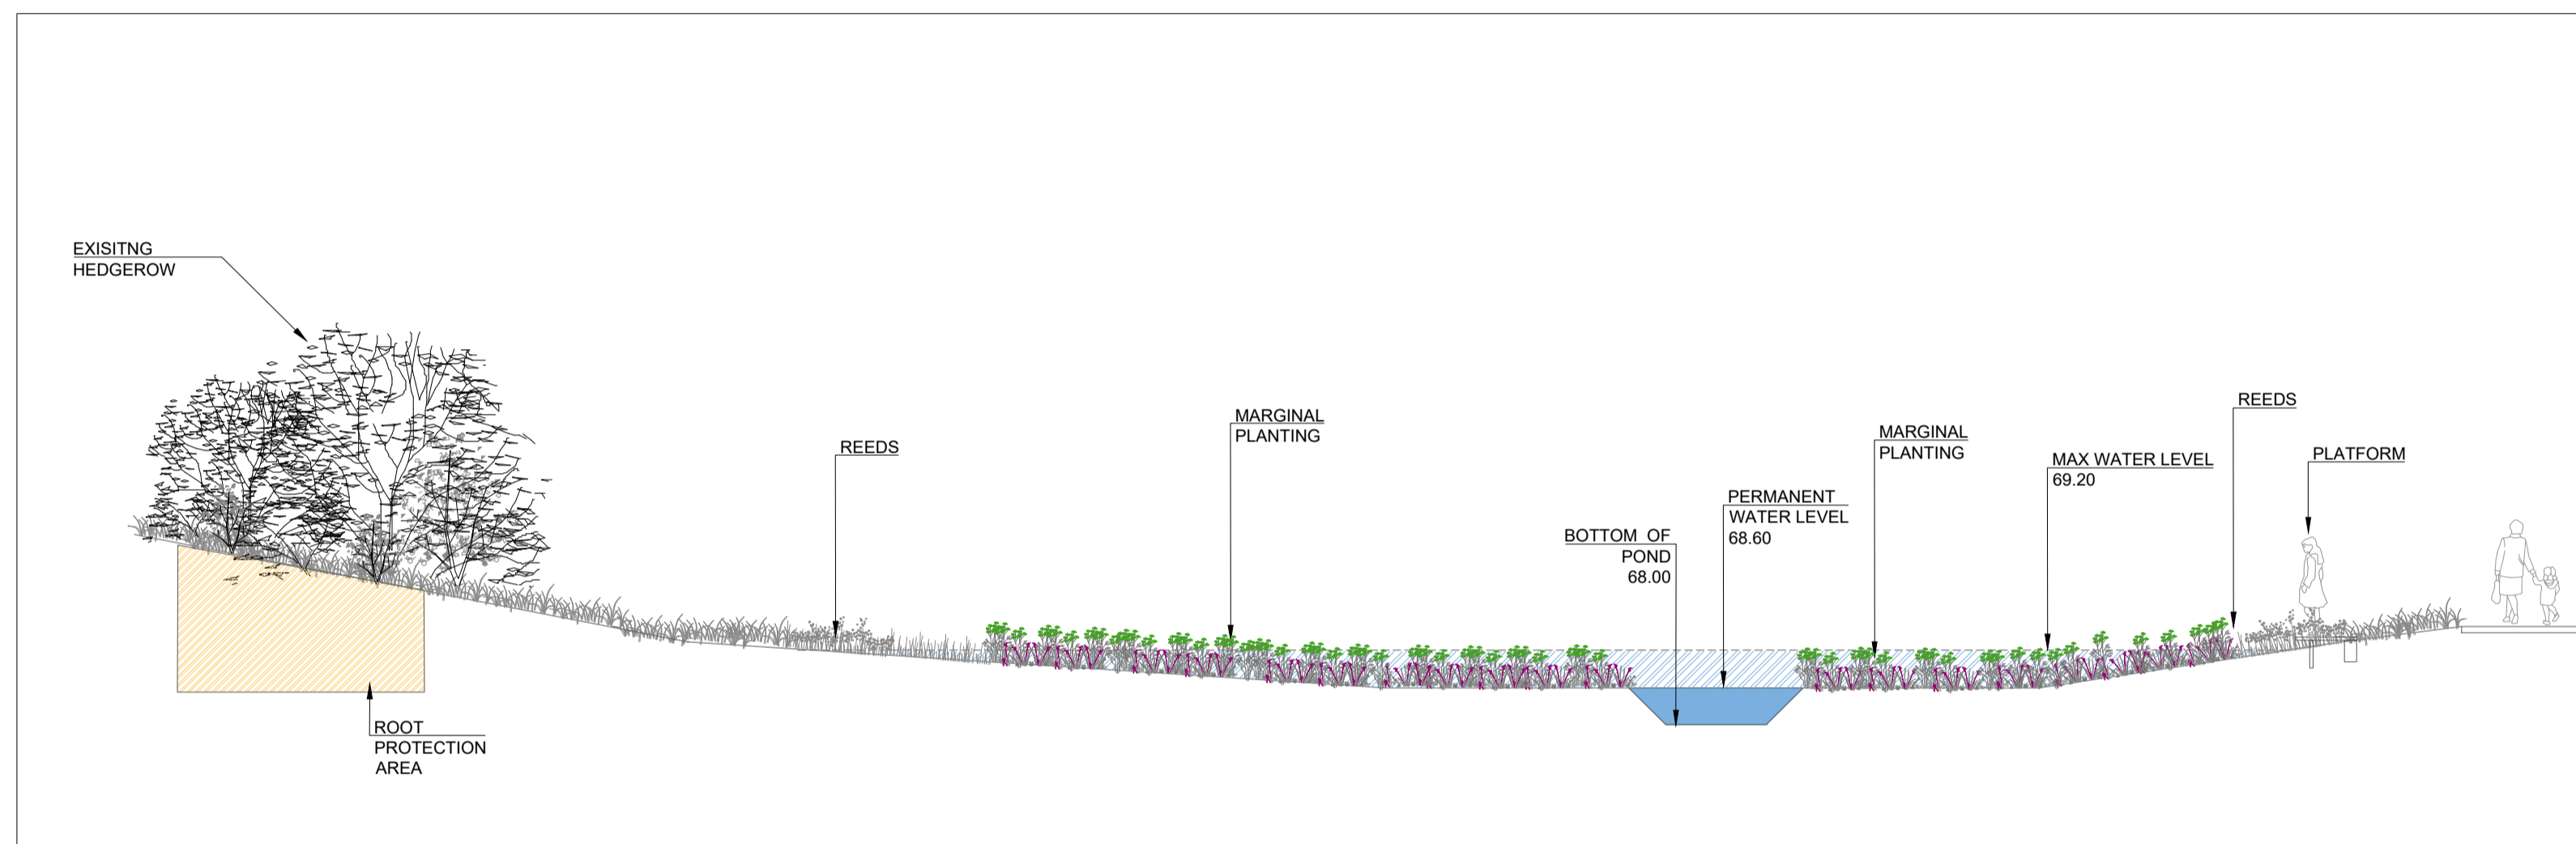 EXISITNG
HEDGEROW
REEDS
MARGINAL
PLANTING
BOTTOM OF
POND
68.00
PERMANENT
WATER LEVEL
68.60
MARGINAL
PLANTING
MAX WATER LEVEL
69.20
REEDS
PLATFORM
ROOT
PROTECTION
AREA